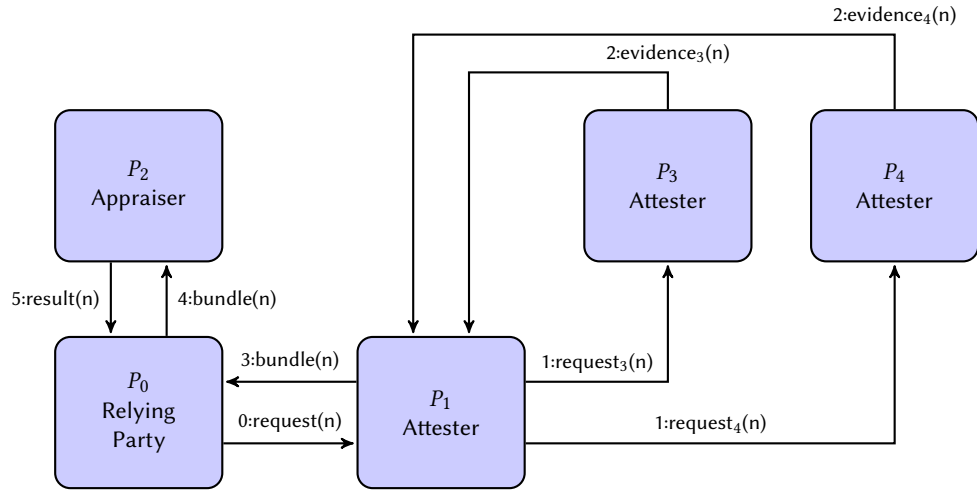 2:evidence₄(n)
2:evidence₃(n)
P₂
Appraiser
P₃
Attester
P₄
Attester
5:result(n)
4:bundle(n)
3:bundle(n)
1:request₃(n)
P₀
Relying
Party
P₁
Attester
0:request(n)
1:request₄(n)